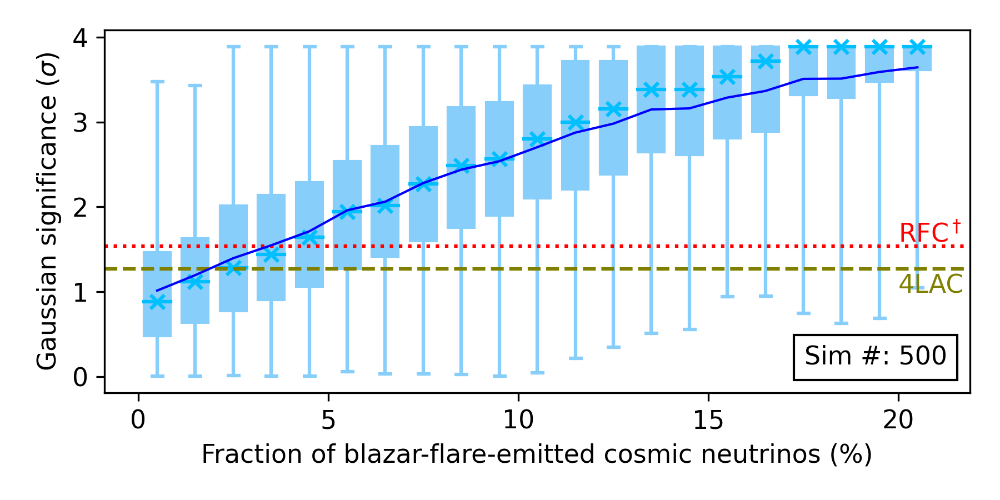 Gaussian significance (σ)
4
3
2
1
0
RFC†
4LAC
Sim #: 500
0 5 10 15 20
Fraction of blazar-flare-emitted cosmic neutrinos (%)